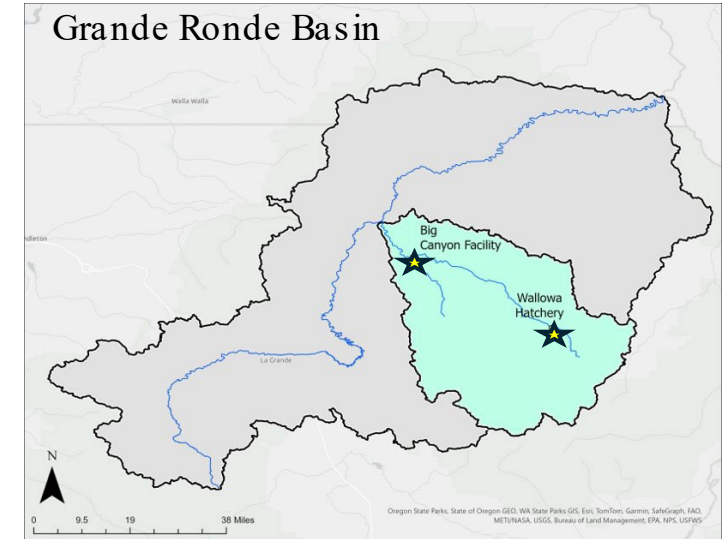 Grande Ronde Basin
Walla Walla
ndleton
Big
Canyon Facility
Wallowa
Hatchery
La Grande
N
0 9.5 19 38 Miles
Oregon State Parks, State of Oregon GEO, WA State Parks GIS, Esri, TomTom, Garmin, SafeGraph, FAO,
METI/NASA, USGS, Bureau of Land Management, EPA, NPS, USFWS